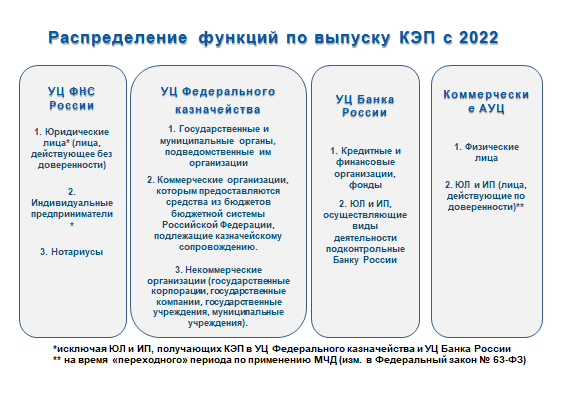 Распределение функций по выпуску КЭП с 2022
УЦ ФНС
России
1. Юридические
лица* (лица,
действующее без
доверенности)
2.
Индивидуальные
предприниматели
*
3. Нотариусы
УЦ Федерального
казначейства
1. Государственные и
муниципальные органы,
подведомственные им
организации
2. Коммерческие организации,
которым предоставляются
средства из бюджетов
бюджетной системы
Российской Федерации,
подлежащие казначейскому
сопровождению.
3. Некоммерческие
организации (государственные
корпорации, государственные
компании, государственные
учреждения, муниципальные
учреждения).
УЦ Банка
России
1. Кредитные и
финансовые
организации,
фонды
2. ЮЛ и ИП,
осуществляющие
виды
деятельности
подконтрольные
Банку России
Коммерчески
е АУЦ
1. Физические
лица
2. ЮЛ и ИП (лица,
действующие по
доверенности)**
*исключая ЮЛ и ИП, получающих КЭП в УЦ Федерального казначейства и УЦ Банка России
** на время «переходного» периода по применению МЧД (изм. в Федеральный закон № 63-ФЗ)